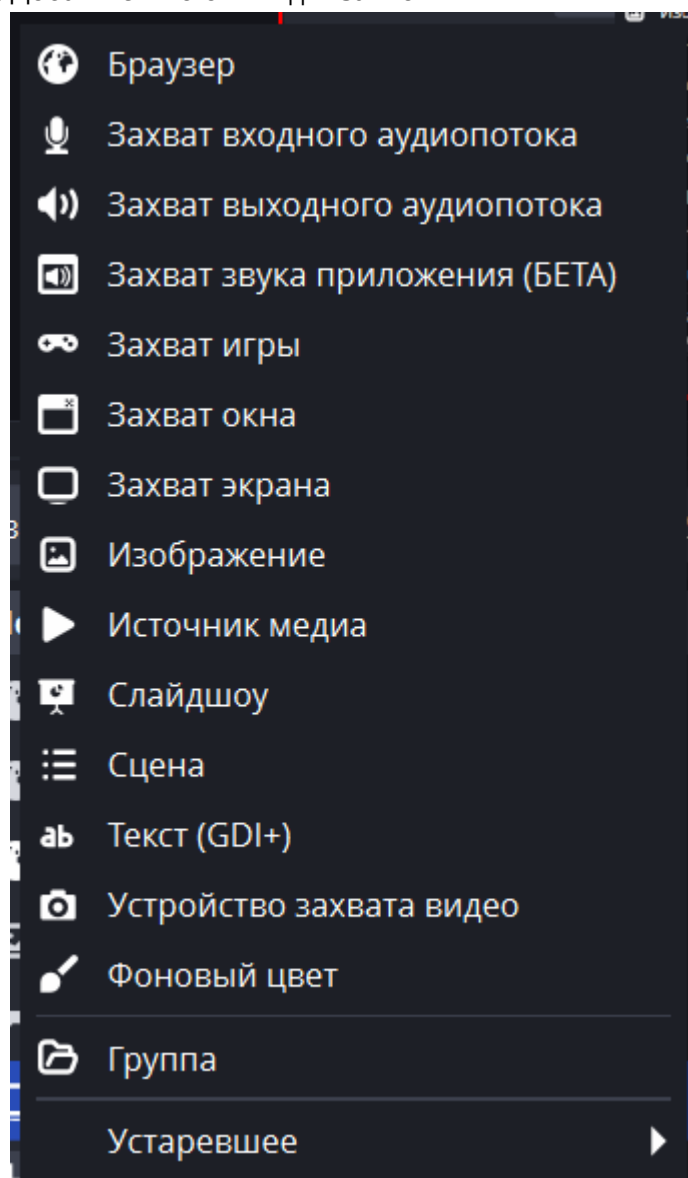 Браузер
Захват входного аудиопотока
Захват выходного аудиопотока
Захват звука приложения (БЕТА)
Захват игры
Захват окна
Захват экрана
Изображение
Источник медиа
Слайдшоу
Сцена
Текст (GDI+)
Устройство захвата видео
Фоновый цвет
Группа
Устаревшее